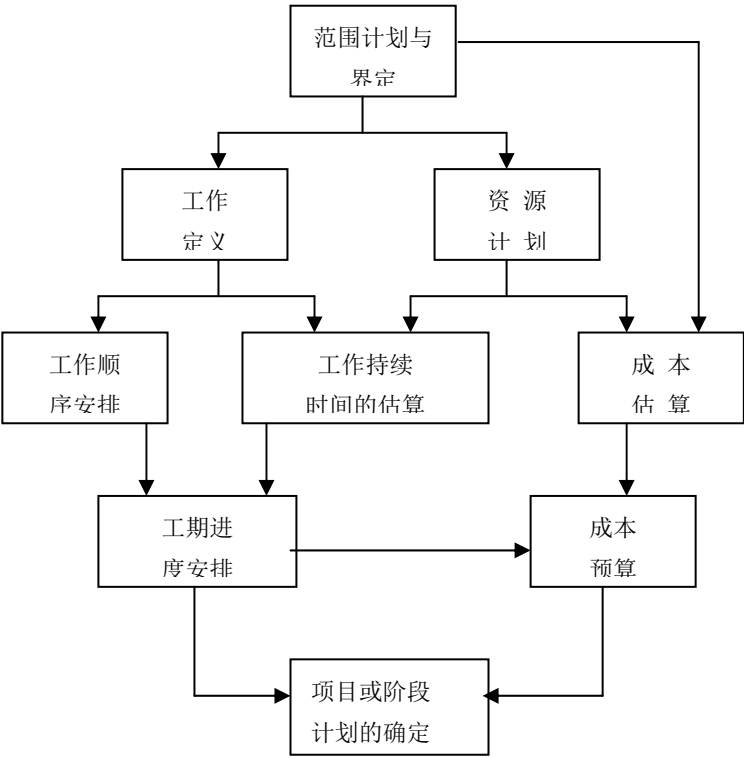 范围计划与
界定
工作
定义
资 源
计 划
工作顺
序安排
工作持续
时间的估算
成 本
估 算
工期进
度安排
成本
预算
项目或阶段
计划的确定